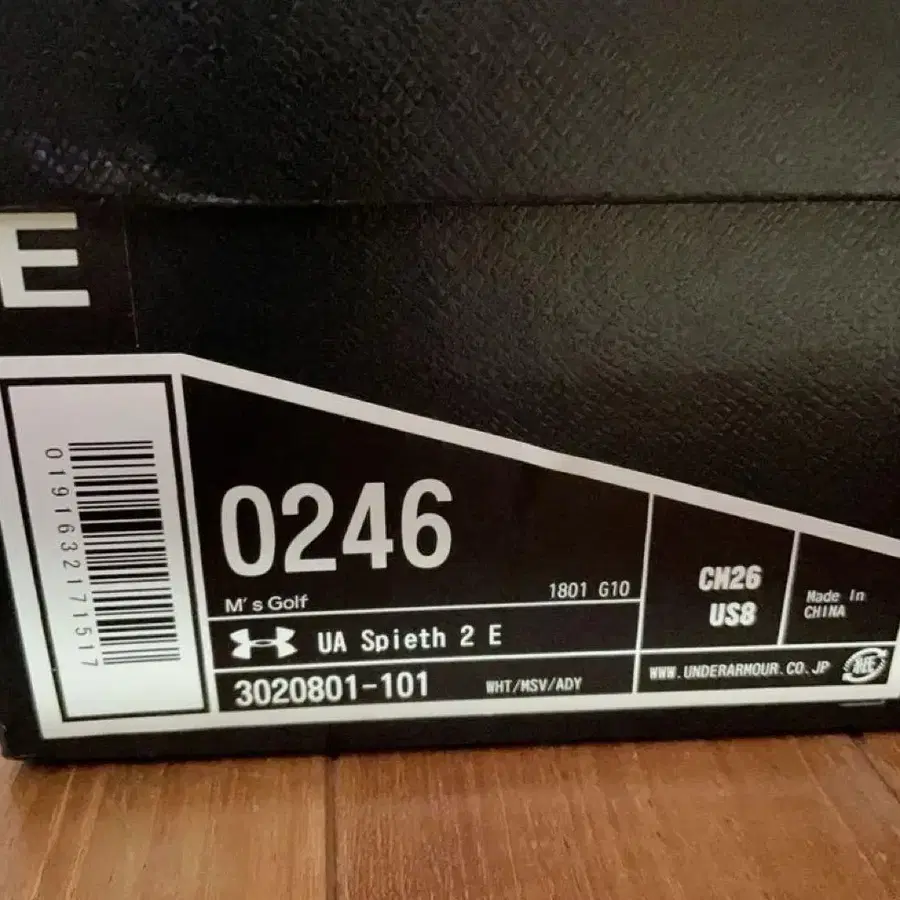 E
0191632171517
0246
M's Golf
1801 G10
UA Spieth 2 E
3020801-101
WHT/MSV/ADY
CM26
US8
Made In
CHINA
WWW.UNDERARMOUR.CO.JP